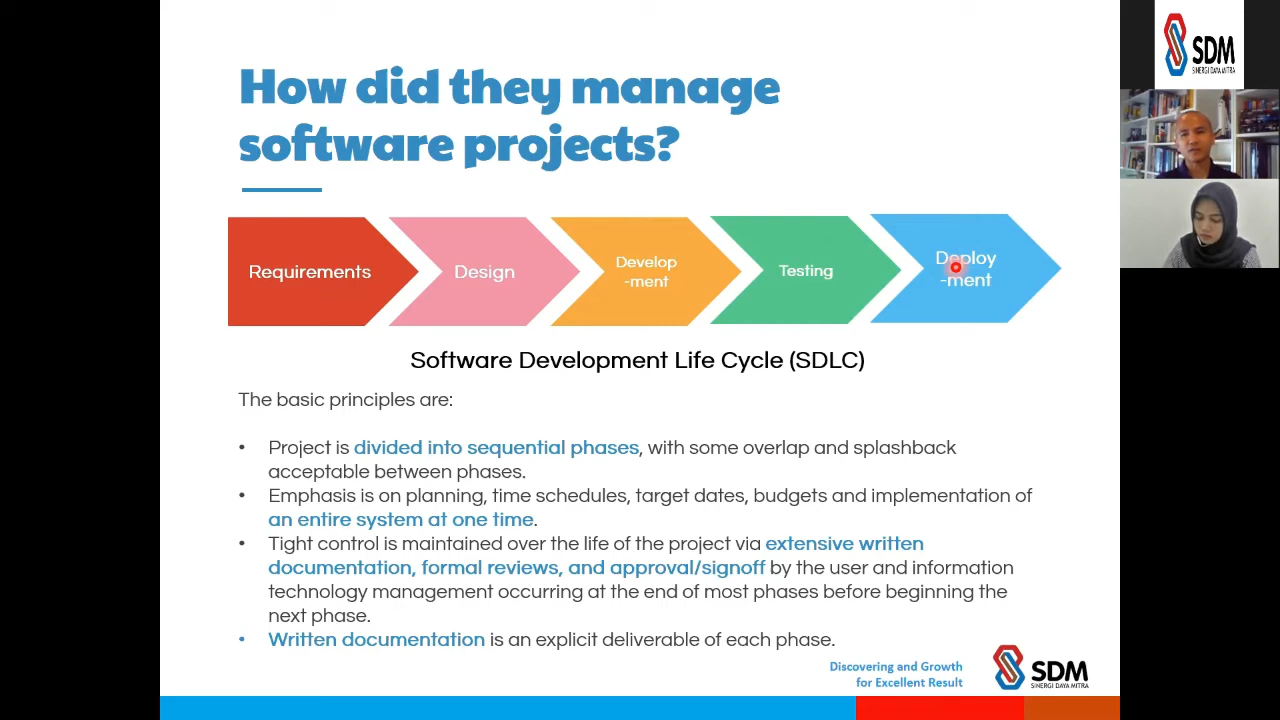 How did they manage
software projects?
Requirements
Design
Develop
-ment
Testing
Deploy
-ment
Software Development Life Cycle (SDLC)
The basic principles are:
• Project is divided into sequential phases, with some overlap and splashback
acceptable between phases.
• Emphasis is on planning, time schedules, target dates, budgets and implementation of
an entire system at one time.
• Tight control is maintained over the life of the project via extensive written
documentation, formal reviews, and approval/signoff by the user and information
technology management occurring at the end of most phases before beginning the
next phase.
• Written documentation is an explicit deliverable of each phase.
Discovering and Growth
for Excellent Result
SDM
SINERGI DAYA MITRA
SDM
SINERGI DAYA MITRA